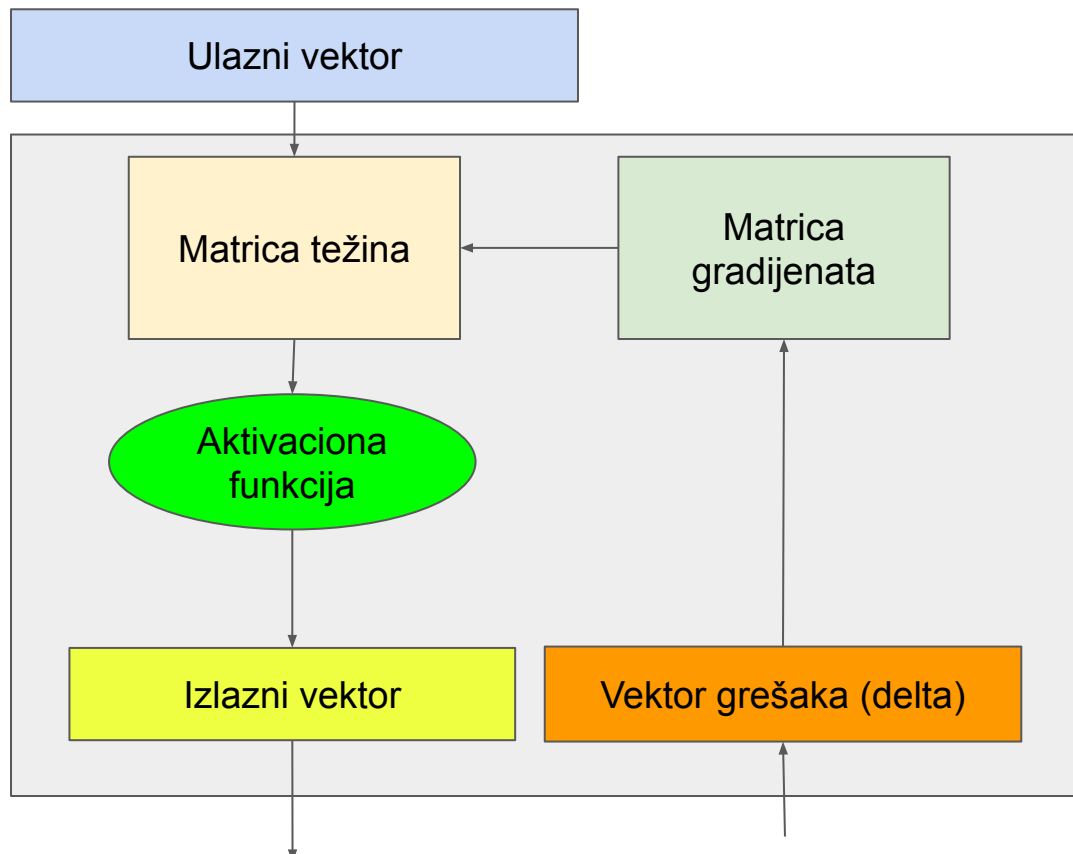 Ulazni vektor
Matrica težina
Matrica
gradijenata
Aktivaciona
funkcija
Izlazni vektor
Vektor grešaka (delta)